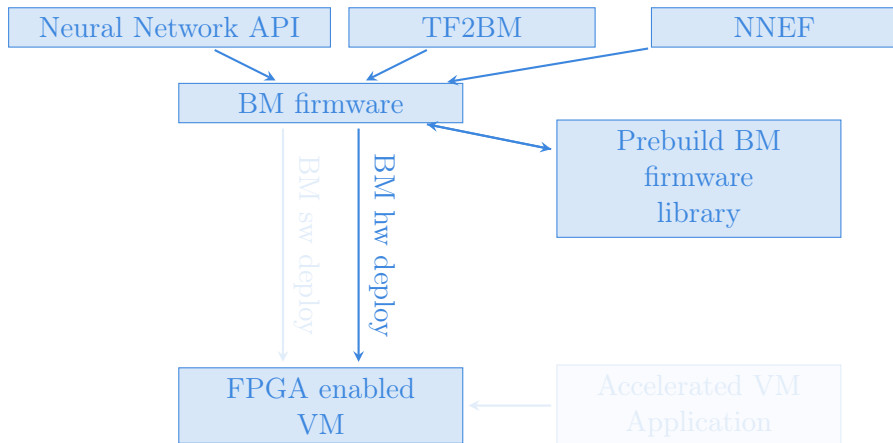 Neural Network API
TF2BM
NNEF
BM firmware
Prebuild BM
firmware
library
BM sw deploy
BM hw deploy
FPGA enabled
VM
Accelerated VM
Application